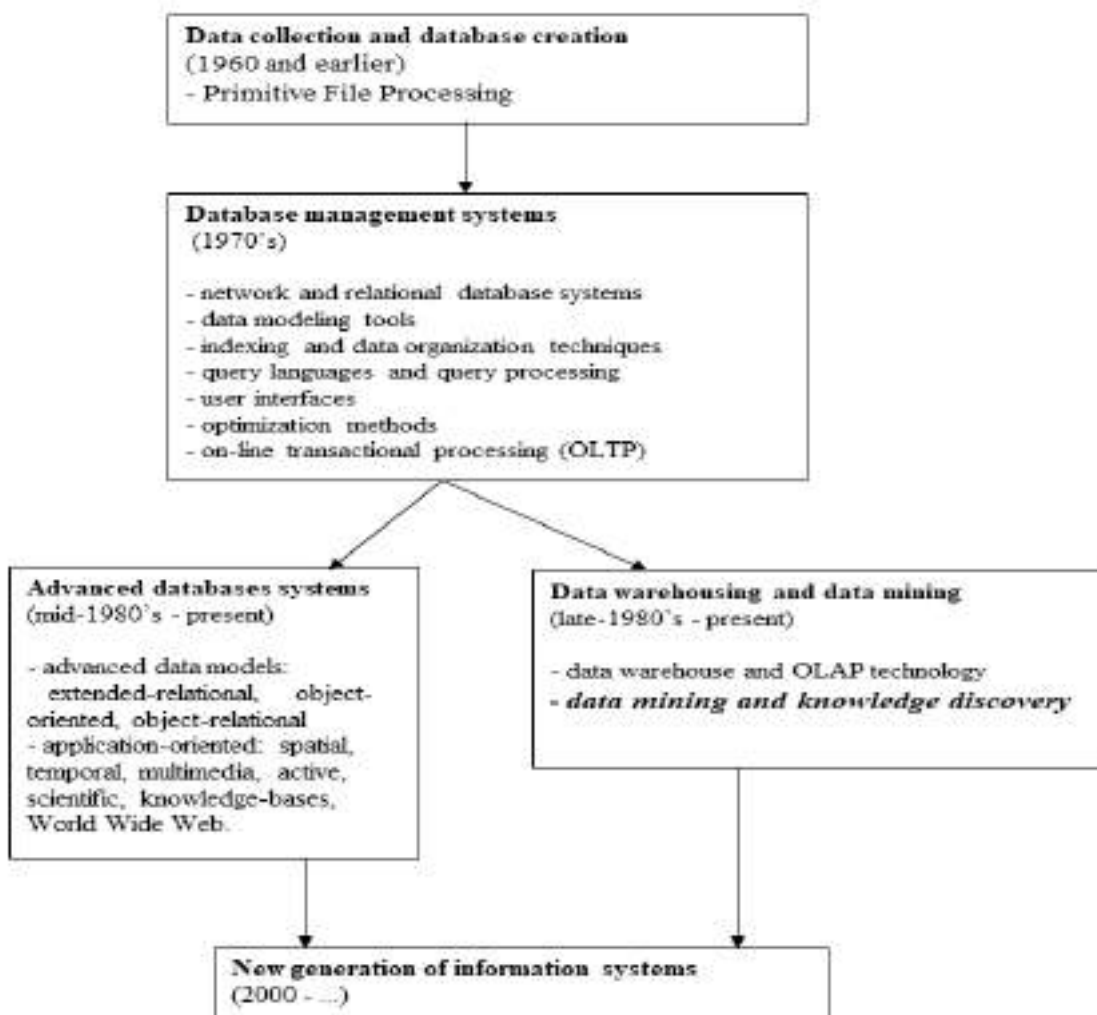 Data collection and database creation
(1960 and earlier)
- Primitive File Processing
Database management systems
(1970's)
- network and relational database systems
- data modeling tools
- indexing and data organization techniques
- query languages and query processing
- user interfaces
- optimization methods
- on-line transactional processing (OLTP)
Advanced databases systems
(mid-1980's - present)
- advanced data models:
extended-relational, object-
oriented, object-relational
- application-oriented: spatial,
temporal, multimedia, active,
scientific, knowledge-bases,
World Wide Web.
Data warehousing and data mining
(late-1980's - present)
- data warehouse and OLAP technology
- data mining and knowledge discovery
New generation of information systems
(2000 - ...)